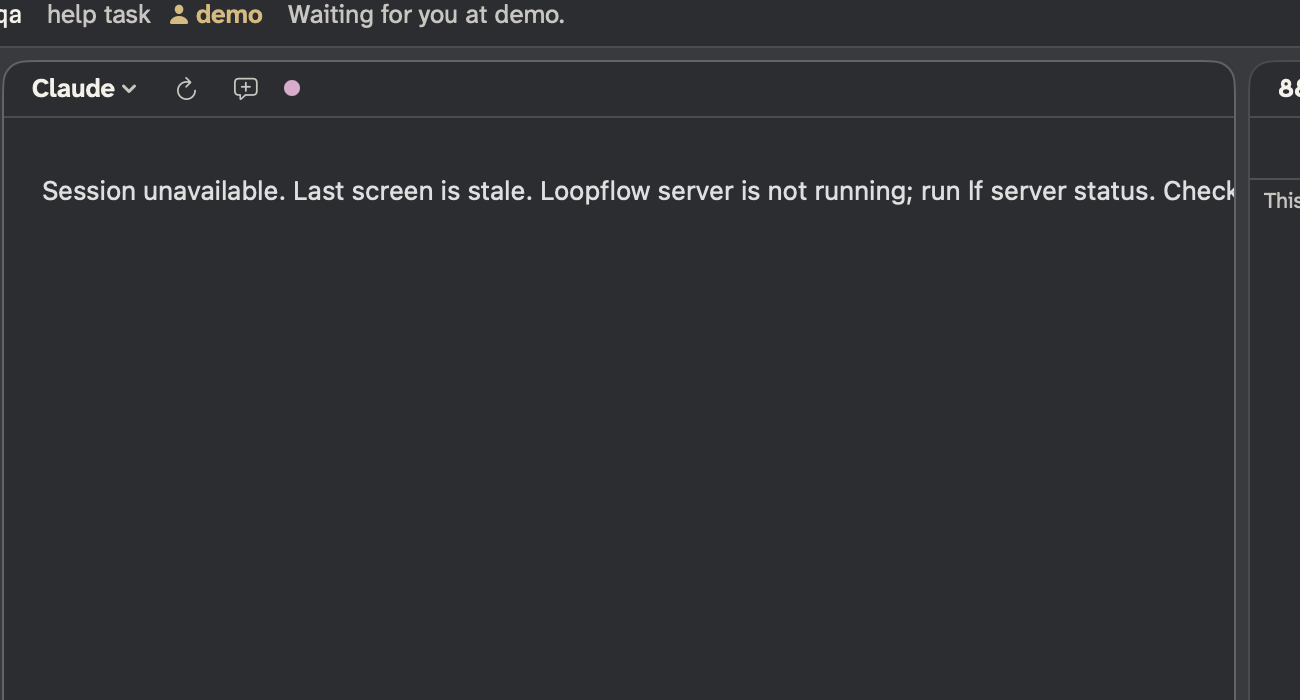 qa help task demo Waiting for you at demo.
Claude
Session unavailable. Last screen is stale. Loopflow server is not running; run lf server status. Check
This